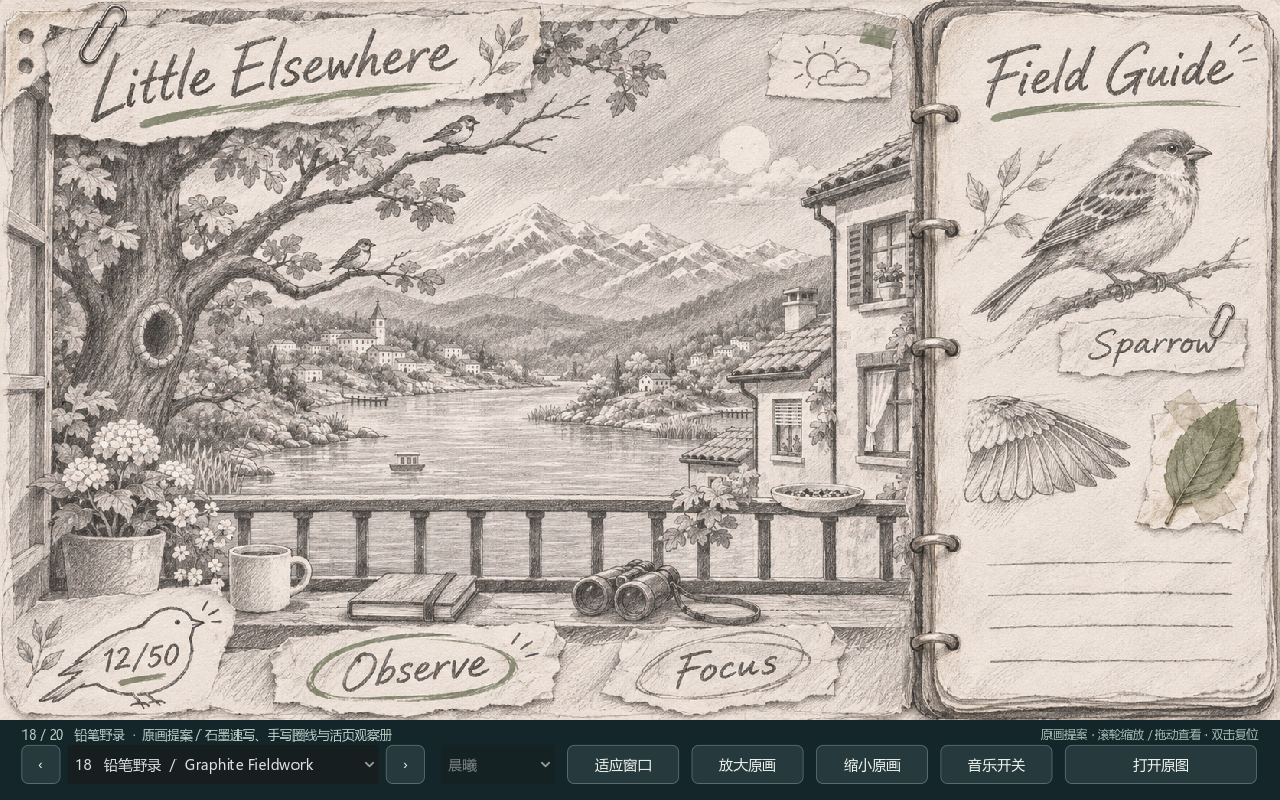 Little Elsewhere
Field Guide
Sparrow
12/50
Observe
Focus
18 / 20 铅笔野录 · 原画提案 / 石墨速写、手写圈线与活页观察册
原画提案 · 滚轮缩放 / 拖动查看 · 双击复位
‹
18 铅笔野录 / Graphite Fieldwork
›
晨曦
适应窗口
放大原画
缩小原画
音乐开关
打开原图